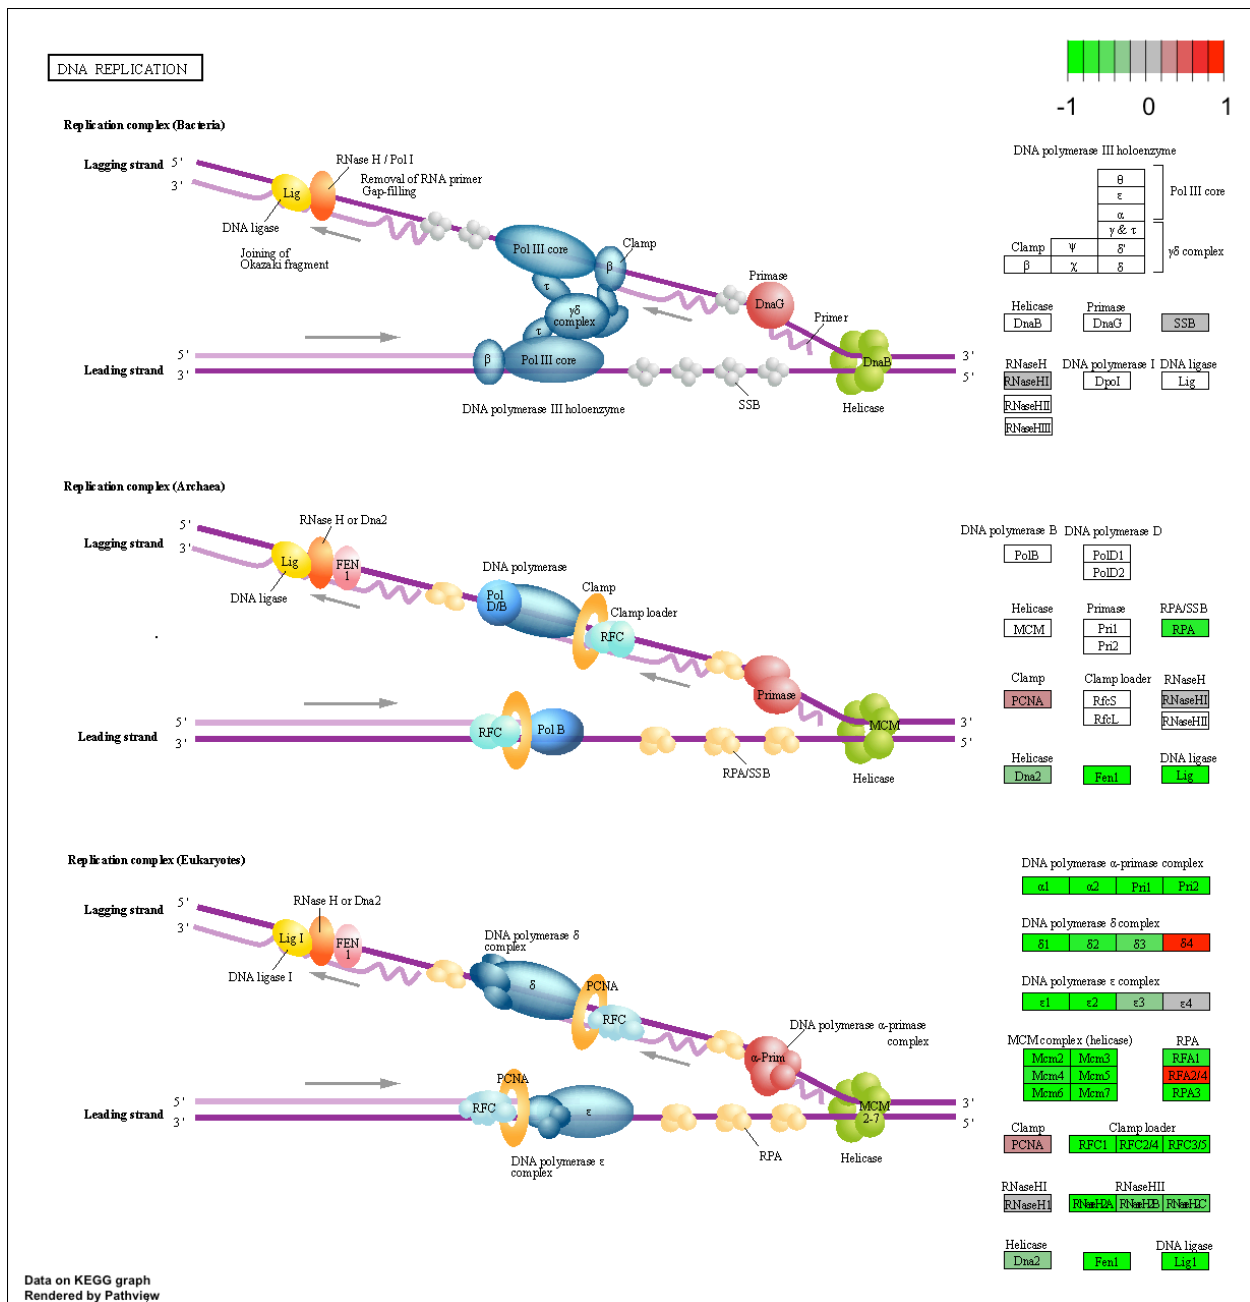 DNA REPLICATION
-1 0 1
Replication complex (Bacteria)
Lagging strand 5' 3'
Lig
RNase H / Pol I
Removal of RNA primer
Gap-filling
DNA ligase
Joining of
Okazaki fragment
Pol III core
Clamp
β
τ
γδ
complex
τ
Primase
DnaG
Primer
DnaB
3'
5'
Helicase
5'
Leading strand 3'
β
Pol III core
DNA polymerase III holoenzyme
SSB
DNA polymerase III holoenzyme
θ
ε
α
Pol III core
γ & τ
Clamp ψ δ'
β χ δ
γδ complex
Helicase Primase
DnaB DnaG SSB
RNaseH DNA polymerase I DNA ligase
RNaseHI DpoI Lig
RNaseHII
RNaseHIII
Replication complex (Archaea)
Lagging strand 5' 3'
RNase H or Dna2
Lig
FEN
1
DNA ligase
DNA polymerase
Pol
D/B
Clamp
Clamp loader
RFC
Primase
MCM
3'
5'
Helicase
5'
Leading strand 3'
RFC
Pol B
RPA/SSB
DNA polymerase B DNA polymerase D
PolB PolD1
PolD2
Helicase Primase RPA/SSB
MCM Pri1 RPA
Pri2
Clamp Clamp loader RNaseH
PCNA RfcS RNaseHI
RfcL RNaseHII
Helicase DNA ligase
Dna2 Fen1 Lig
Replication complex (Eukaryotes)
Lagging strand 5' 3'
RNase H or Dna2
Lig I
FEN
1
DNA ligase I
DNA polymerase δ
complex
δ
PCNA
RFC
DNA polymerase α-primase
complex
α-Prim
MCM
2-7
3'
5'
Helicase
5'
Leading strand 3'
PCNA
RFC
ε
DNA polymerase ε
complex
RPA
DNA polymerase α-primase complex
α1 α2 Pri1 Pri2
DNA polymerase δ complex
δ1 δ2 δ3 δ4
DNA polymerase ε complex
ε1 ε2 ε3 ε4
MCM complex (helicase) RPA
Mcm2 Mcm3 RFA1
Mcm4 Mcm5 RFA2/4
Mcm6 Mcm7 RPA3
Clamp Clamp loader
PCNA RFC1 RFC2/4 RFC3/5
RNaseHI RNaseHII
RNaseH1 RNaseH2A RNaseH2B RNaseH2C
Helicase DNA ligase
Dna2 Fen1 Lig1
Data on KEGG graph
Rendered by Pathview